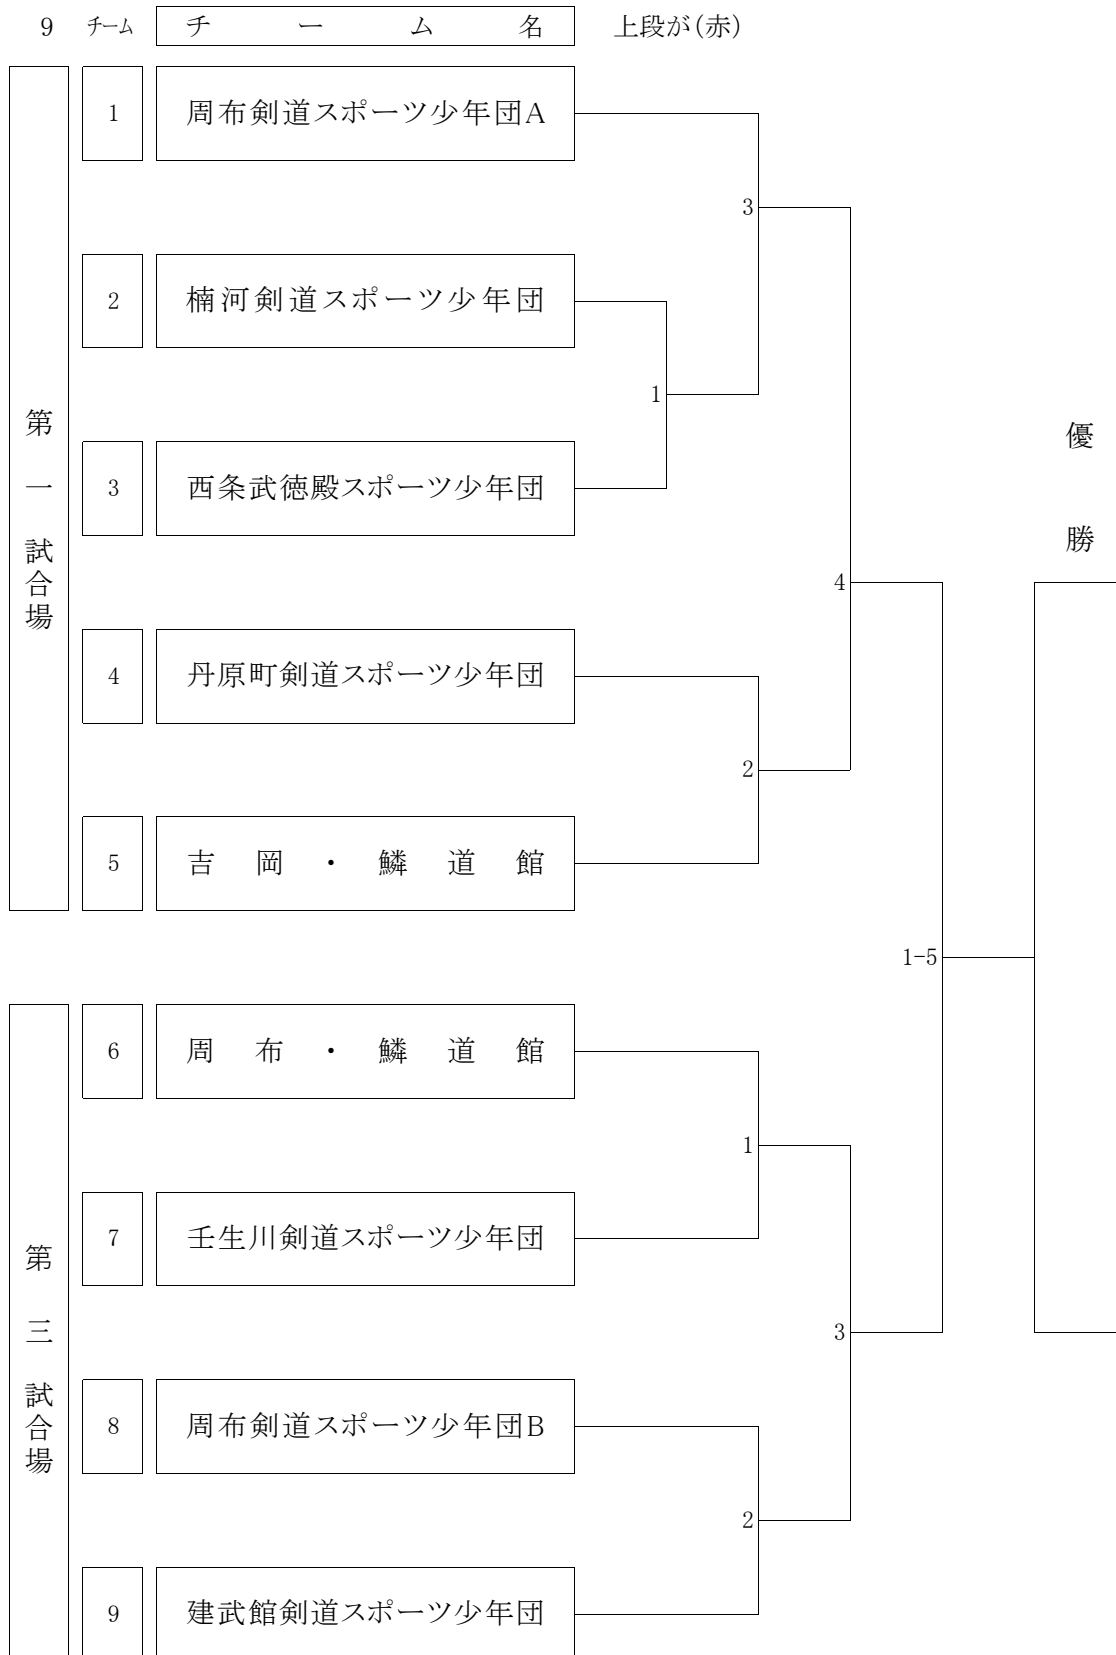 9 チーム チーム名 上段が(赤)
第一試合場
1 周布剣道スポーツ少年団A
3
2 楠河剣道スポーツ少年団
1
3 西条武徳殿スポーツ少年団
優勝
4
4 丹原町剣道スポーツ少年団
2
5 吉岡・鱗道館
1-5
第三試合場
6 周布・鱗道館
1
7 壬生川剣道スポーツ少年団
3
8 周布剣道スポーツ少年団B
2
9 建武館剣道スポーツ少年団